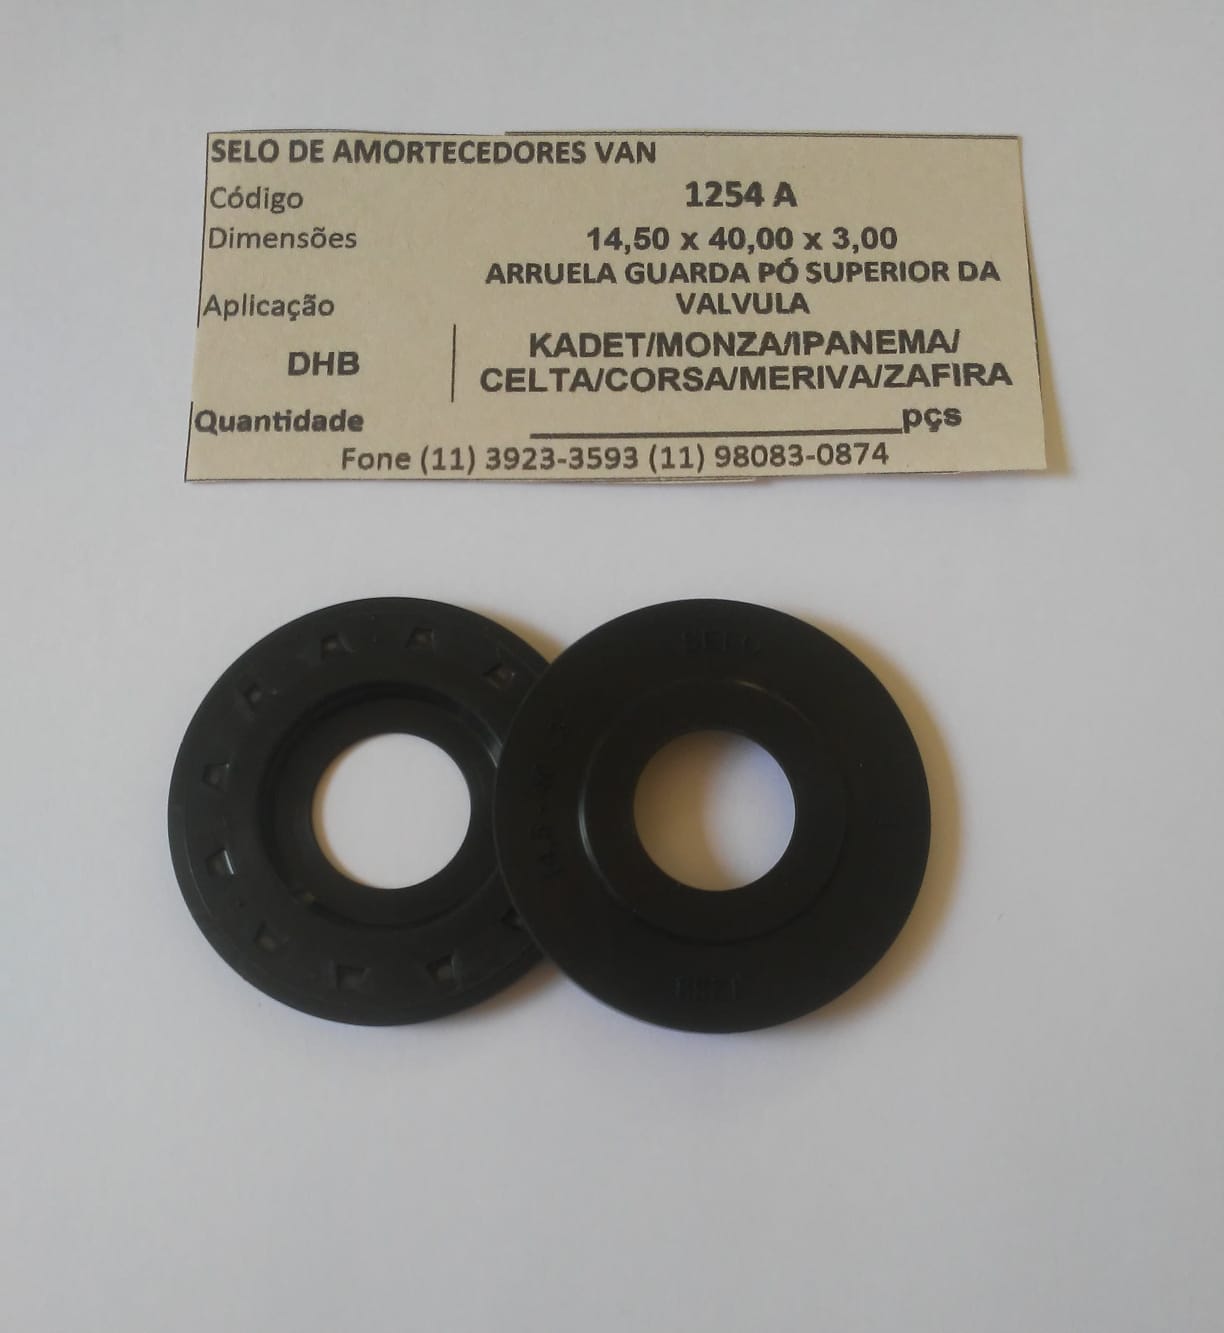 SELO DE AMORTECEDORES VAN
Código 1254 A
Dimensões 14,50 x 40,00 x 3,00
ARRUELA GUARDA PÓ SUPERIOR DA
Aplicação VALVULA
DHB KADET/MONZA/IPANEMA/
CELTA/CORSA/MERIVA/ZAFIRA
Quantidade ____________________pçs
Fone (11) 3923-3593 (11) 98083-0874